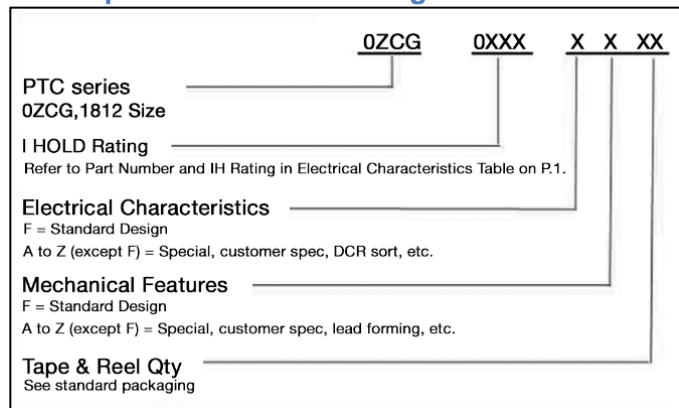 0ZCG 0XXX X X XX
PTC series
0ZCG,1812 Size
I HOLD Rating
Refer to Part Number and IH Rating in Electrical Characteristics Table on P.1.
Electrical Characteristics
F = Standard Design
A to Z (except F) = Special, customer spec, DCR sort, etc.
Mechanical Features
F = Standard Design
A to Z (except F) = Special, customer spec, lead forming, etc.
Tape & Reel Qty
See standard packaging